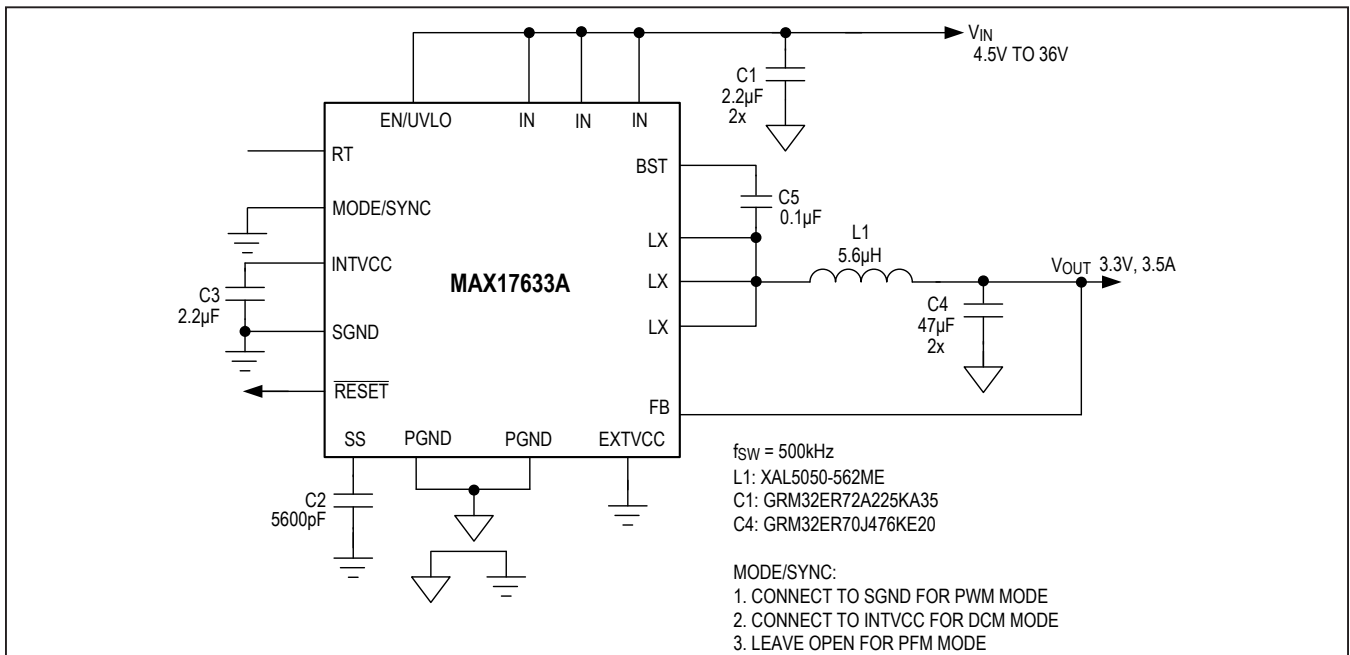 VIN
4.5V TO 36V
C1
2.2µF
2x
EN/UVLO
IN
IN
IN
RT
BST
MODE/SYNC
C5
0.1µF
LX
L1
5.6µH
INTVCC
MAX17633A
LX
VOUT 3.3V, 3.5A
C3
2.2µF
C4
47µF
2x
SGND
LX
RESET
FB
SS
PGND
PGND
EXTVCC
C2
5600pF
fSW = 500kHz
L1: XAL5050-562ME
C1: GRM32ER72A225KA35
C4: GRM32ER70J476KE20
MODE/SYNC:
1. CONNECT TO SGND FOR PWM MODE
2. CONNECT TO INTVCC FOR DCM MODE
3. LEAVE OPEN FOR PFM MODE